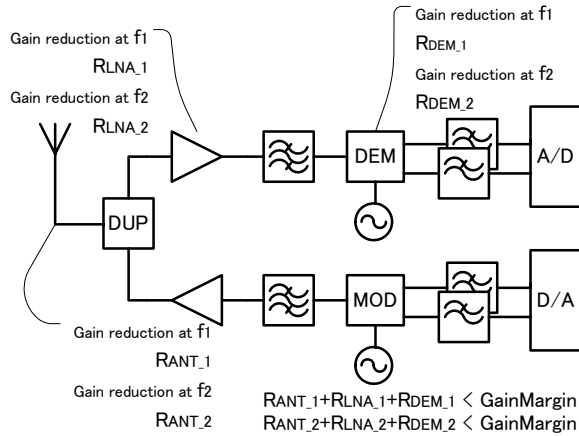 Gain reduction at f1
RDEM_1
Gain reduction at f2
RDEM_2
Gain reduction at f1
RLNA_1
Gain reduction at f2
RLNA_2
DUP
DEM
A/D
MOD
D/A
Gain reduction at f1
RANT_1
Gain reduction at f2
RANT_2
RANT_1+RLNA_1+RDEM_1 < GainMargin
RANT_2+RLNA_2+RDEM_2 < GainMargin